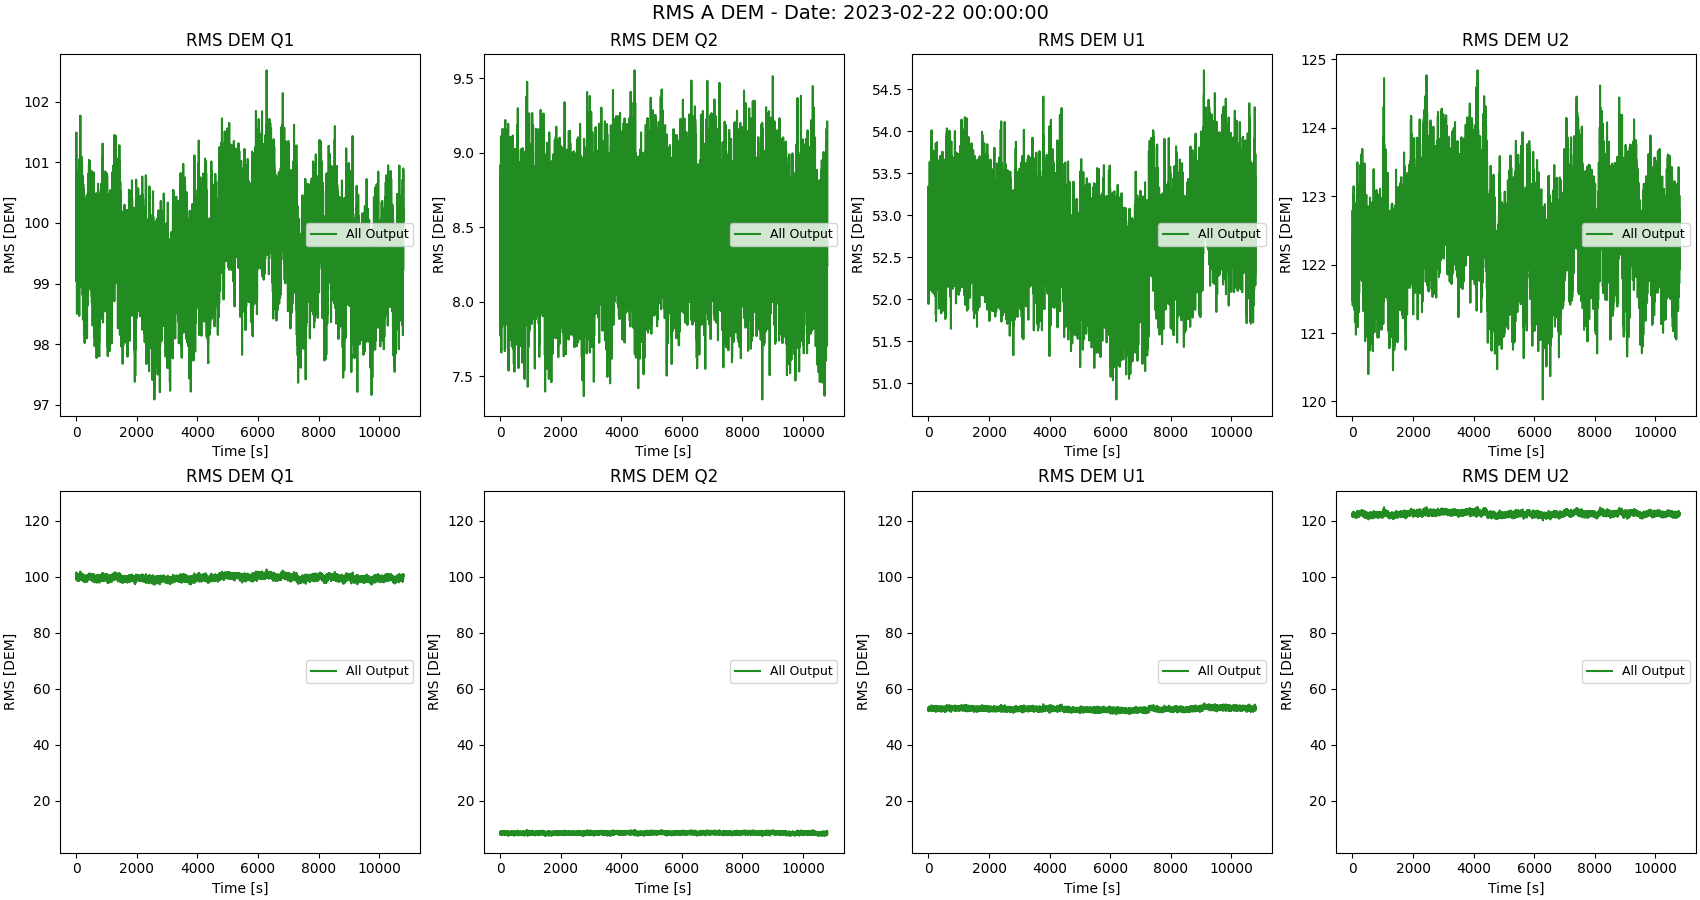 RMS A DEM - Date: 2023-02-22 00:00:00
RMS DEM Q1
RMS [DEM]
102
101
100
99
98
97
0 2000 4000 6000 8000 10000
Time [s]
All Output
RMS DEM Q2
RMS [DEM]
9.5
9.0
8.5
8.0
7.5
0 2000 4000 6000 8000 10000
Time [s]
All Output
RMS DEM U1
RMS [DEM]
54.5
54.0
53.5
53.0
52.5
52.0
51.5
51.0
0 2000 4000 6000 8000 10000
Time [s]
All Output
RMS DEM U2
RMS [DEM]
125
124
123
122
121
120
0 2000 4000 6000 8000 10000
Time [s]
All Output
RMS DEM Q1
RMS [DEM]
120
100
80
60
40
20
0 2000 4000 6000 8000 10000
Time [s]
All Output
RMS DEM Q2
RMS [DEM]
120
100
80
60
40
20
0 2000 4000 6000 8000 10000
Time [s]
All Output
RMS DEM U1
RMS [DEM]
120
100
80
60
40
20
0 2000 4000 6000 8000 10000
Time [s]
All Output
RMS DEM U2
RMS [DEM]
120
100
80
60
40
20
0 2000 4000 6000 8000 10000
Time [s]
All Output